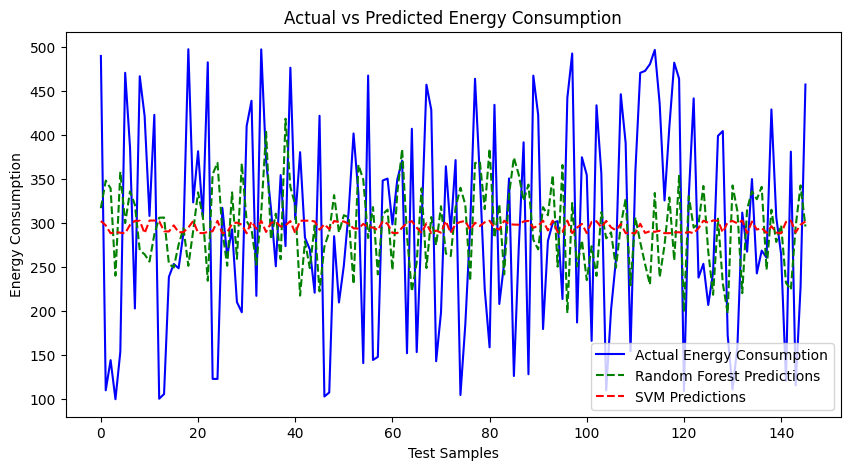 Actual vs Predicted Energy Consumption
Energy Consumption
500
450
400
350
300
250
200
150
100
0
20
40
60
80
100
120
140
Test Samples
Actual Energy Consumption
Random Forest Predictions
SVM Predictions